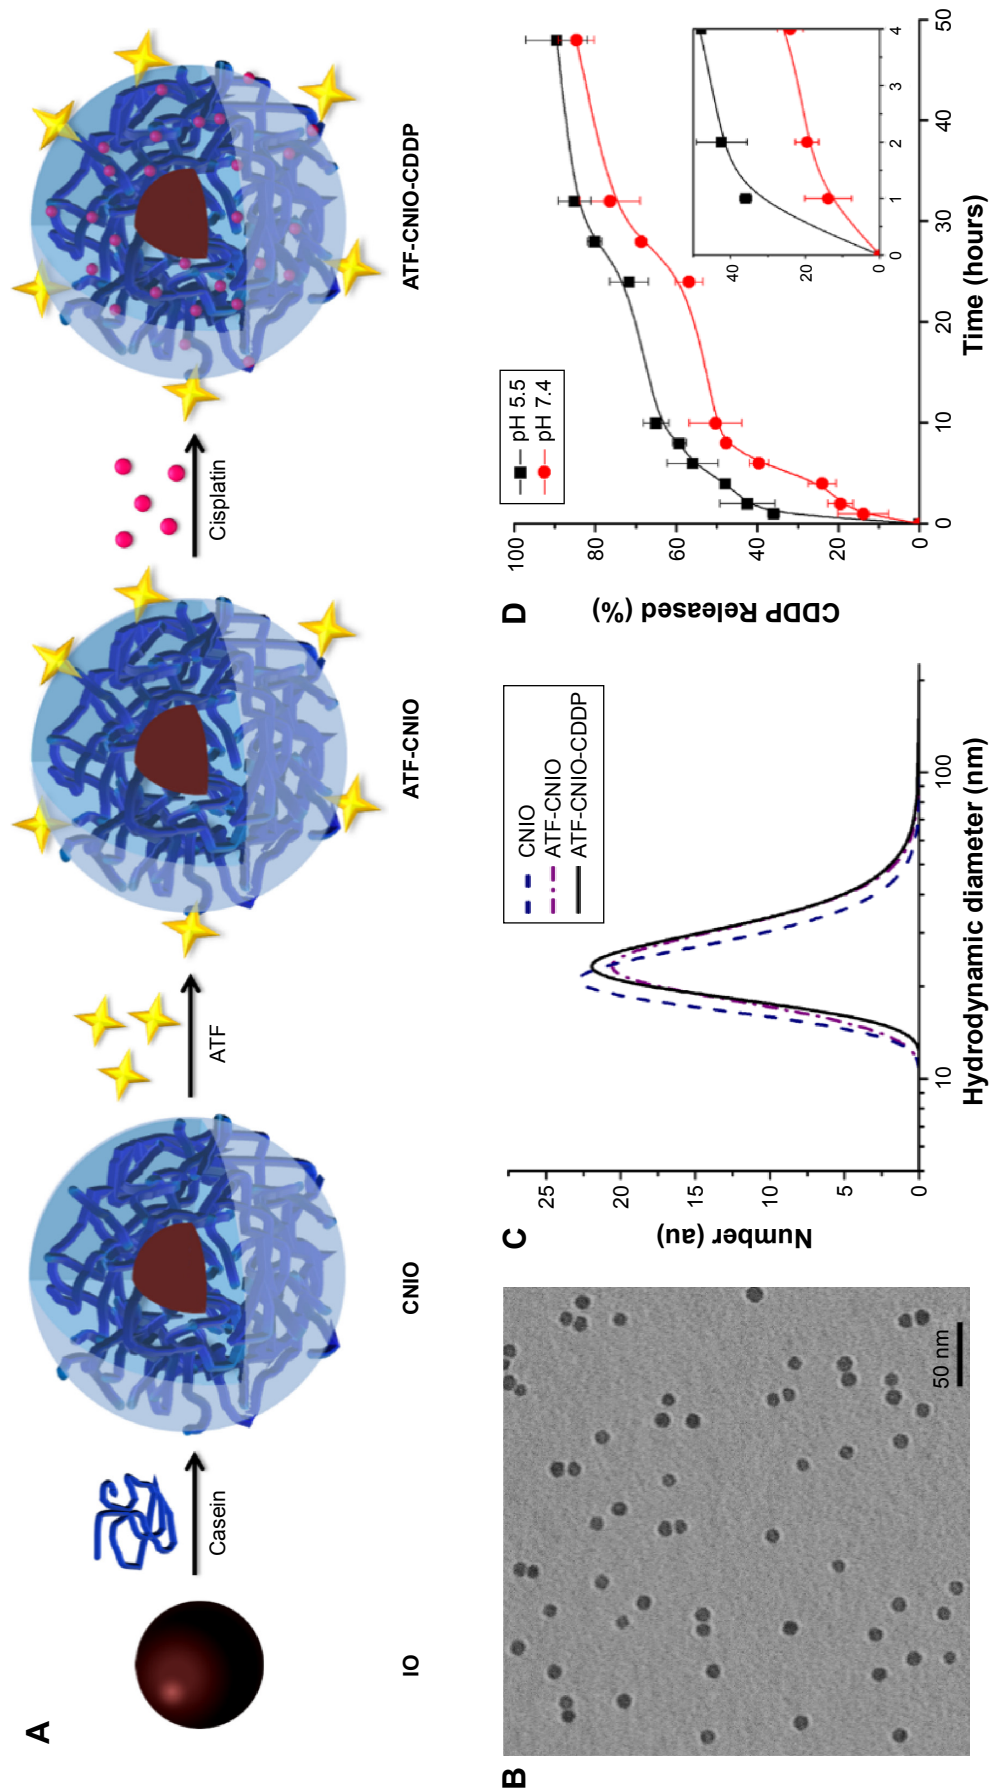 A
Casein
ATF
Cisplatin
IO
CNIO
ATF-CNIO
ATF-CNIO-CDDP
B
50 nm
C
Number (au)
25
20
15
10
5
0
CNIO
ATF-CNIO
ATF-CNIO-CDDP
10
100
Hydrodynamic diameter (nm)
D
CDDP Released (%)
100
80
60
40
20
0
pH 5.5
pH 7.4
40
20
0
0
1
2
3
4
0
10
20
30
40
50
Time (hours)